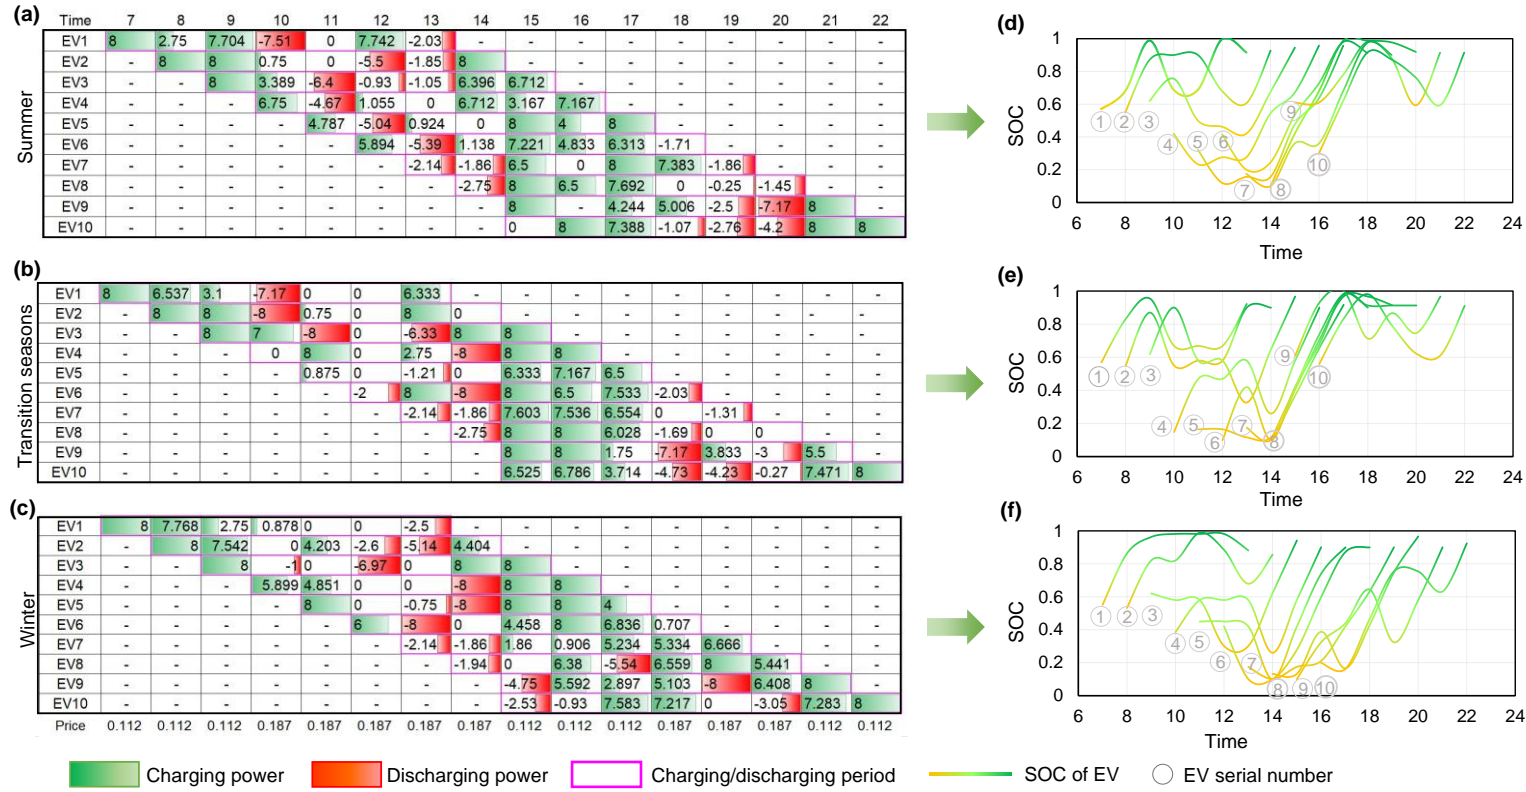 (a)
Time 7 8 9 10 11 12 13 14 15 16 17 18 19 20 21 22
Summer
EV1 8 2.75 7.704 -7.51 0 7.742 -2.03 - - - - - - - - -
EV2 - 8 8 0.75 0 -5.5 -1.85 8 - - - - - - - -
EV3 - - 8 3.389 -6.4 -0.93 -1.05 6.396 6.712 - - - - - - -
EV4 - - - 6.75 -4.67 1.055 0 6.712 3.167 7.167 - - - - - -
EV5 - - - - 4.787 -5.04 0.924 0 8 4 8 - - - - -
EV6 - - - - - 5.894 -5.39 1.138 7.221 4.833 6.313 -1.71 - - - -
EV7 - - - - - - -2.14 -1.86 6.5 0 8 7.383 -1.86 - - -
EV8 - - - - - - - -2.75 8 6.5 7.692 0 -0.25 -1.45 - -
EV9 - - - - - - - - 8 - 4.244 5.006 -2.5 -7.17 8 -
EV10 - - - - - - - - 0 8 7.388 -1.07 -2.76 -4.2 8 8
(d)
SOC
1
0.8
0.6
0.4
0.2
0
1 2 3 4 5 6 7 8 9 10
6 8 10 12 14 16 18 20 22 24
Time
(b)
Transition seasons
EV1 8 6.537 3.1 -7.17 0 0 6.333 - - - - - - - - -
EV2 - 8 8 -8 0.75 0 8 0 - - - - - - - -
EV3 - - 8 7 -8 0 -6.33 8 8 - - - - - - -
EV4 - - - 0 8 0 2.75 -8 8 8 - - - - - -
EV5 - - - - 0.875 0 -1.21 0 6.333 7.167 6.5 - - - - -
EV6 - - - - - -2 8 -8 8 6.5 7.533 -2.03 - - - -
EV7 - - - - - - -2.14 -1.86 7.603 7.536 6.554 0 -1.31 - - -
EV8 - - - - - - - -2.75 8 8 6.028 -1.69 0 0 - -
EV9 - - - - - - - - 8 8 1.75 -7.17 3.833 -3 5.5 -
EV10 - - - - - - - - 6.525 6.786 3.714 -4.73 -4.23 -0.27 7.471 8
(e)
SOC
1
0.8
0.6
0.4
0.2
0
1 2 3 4 5 6 7 8 9 10
6 8 10 12 14 16 18 20 22 24
Time
(c)
Winter
EV1 8 7.768 2.75 0.878 0 0 -2.5 - - - - - - - - -
EV2 - 8 7.542 0 4.203 -2.6 -5.14 4.404 - - - - - - - -
EV3 - - 8 -1 0 -6.97 0 8 8 - - - - - - -
EV4 - - - 5.899 4.851 0 0 -8 8 8 - - - - - -
EV5 - - - - 8 0 -0.75 -8 8 8 4 - - - - -
EV6 - - - - - 6 -8 0 4.458 8 6.836 0.707 - - - -
EV7 - - - - - - -2.14 -1.86 1.86 0.906 5.234 5.334 6.666 - - -
EV8 - - - - - - - -1.94 0 6.38 -5.54 6.559 8 5.441 - -
EV9 - - - - - - - - -4.75 5.592 2.897 5.103 -8 6.408 8 -
EV10 - - - - - - - - -2.53 -0.93 7.583 7.217 0 -3.05 7.283 8
Price 0.112 0.112 0.112 0.187 0.187 0.187 0.187 0.187 0.112 0.112 0.112 0.187 0.187 0.187 0.112 0.112
(f)
SOC
1
0.8
0.6
0.4
0.2
0
1 2 3 4 5 6 7 8 9 10
6 8 10 12 14 16 18 20 22 24
Time
Charging power Discharging power Charging/discharging period SOC of EV EV serial number